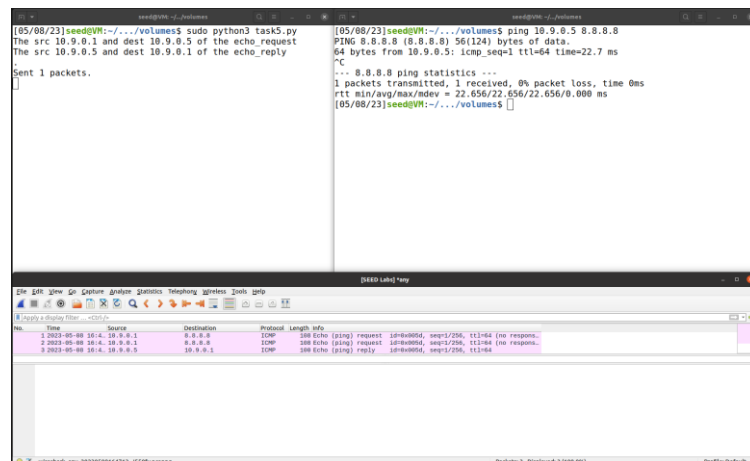 seed@VM: ~/.../volumes
[05/08/23]seed@VM:~/.../volumes$ sudo python3 task5.py
The src 10.9.0.1 and dest 10.9.0.5 of the echo_request
The src 10.9.0.5 and dest 10.9.0.1 of the echo_reply
.
Sent 1 packets.
seed@VM: ~/.../volumes
[05/08/23]seed@VM:~/.../volumes$ ping 10.9.0.5 8.8.8.8
PING 8.8.8.8 (8.8.8.8) 56(124) bytes of data.
64 bytes from 10.9.0.5: icmp_seq=1 ttl=64 time=22.7 ms
^C
--- 8.8.8.8 ping statistics ---
1 packets transmitted, 1 received, 0% packet loss, time 0ms
rtt min/avg/max/mdev = 22.656/22.656/22.656/0.000 ms
[05/08/23]seed@VM:~/.../volumes$
[SEED Labs] *any
File Edit View Go Capture Analyze Statistics Telephony Wireless Tools Help
Apply a display filter ... <Ctrl-/>
No. Time Source Destination Protocol Length Info
1 2023-05-08 16:4… 10.9.0.1 8.8.8.8 ICMP 100 Echo (ping) request id=0x005d, seq=1/256, ttl=64 (no respons…
2 2023-05-08 16:4… 10.9.0.1 8.8.8.8 ICMP 100 Echo (ping) request id=0x005d, seq=1/256, ttl=64 (no respons…
3 2023-05-08 16:4… 10.9.0.5 10.9.0.1 ICMP 100 Echo (ping) reply id=0x005d, seq=1/256, ttl=64